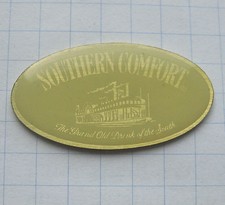 SOUTHERN COMFORT
The Grand Old Drink of the South